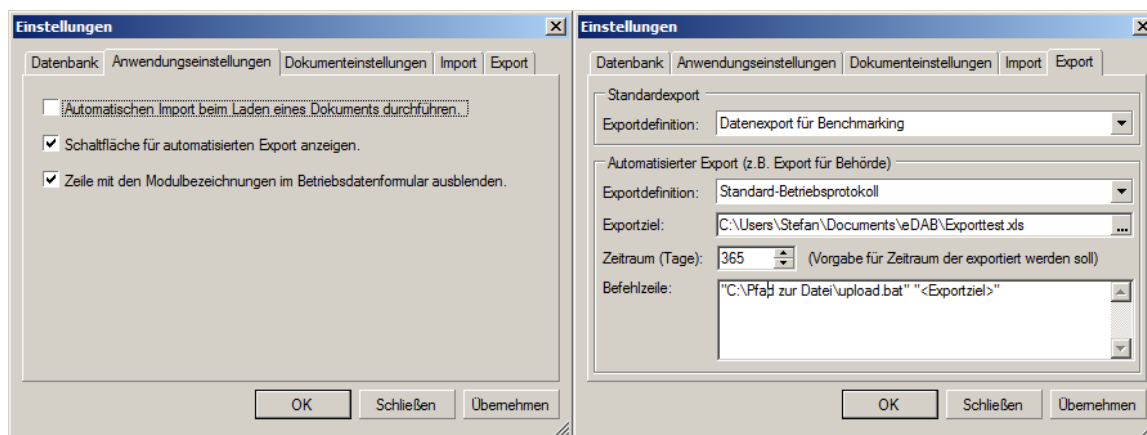 Einstellungen
Datenbank Anwendungseinstellungen Dokumenteinstellungen Import Export
Automatischen Import beim Laden eines Dokuments durchführen.
Schaltfläche für automatisierten Export anzeigen.
Zeile mit den Modulbezeichnungen im Betriebsdatenformular ausblenden.
OK Schließen Übernehmen
Einstellungen
Datenbank Anwendungseinstellungen Dokumenteinstellungen Import Export
Standardexport
Exportdefinition: Datenexport für Benchmarking
Automatisierter Export (z.B. Export für Behörde)
Exportdefinition: Standard-Betriebsprotokoll
Exportziel: C:\Users\Stefan\Documents\eDAB\Exporttest.xls ...
Zeitraum (Tage): 365 (Vorgabe für Zeitraum der exportiert werden soll)
Befehlzeile: "C:\Pfad zur Datei\upload.bat" "<Exportziel>"
OK Schließen Übernehmen